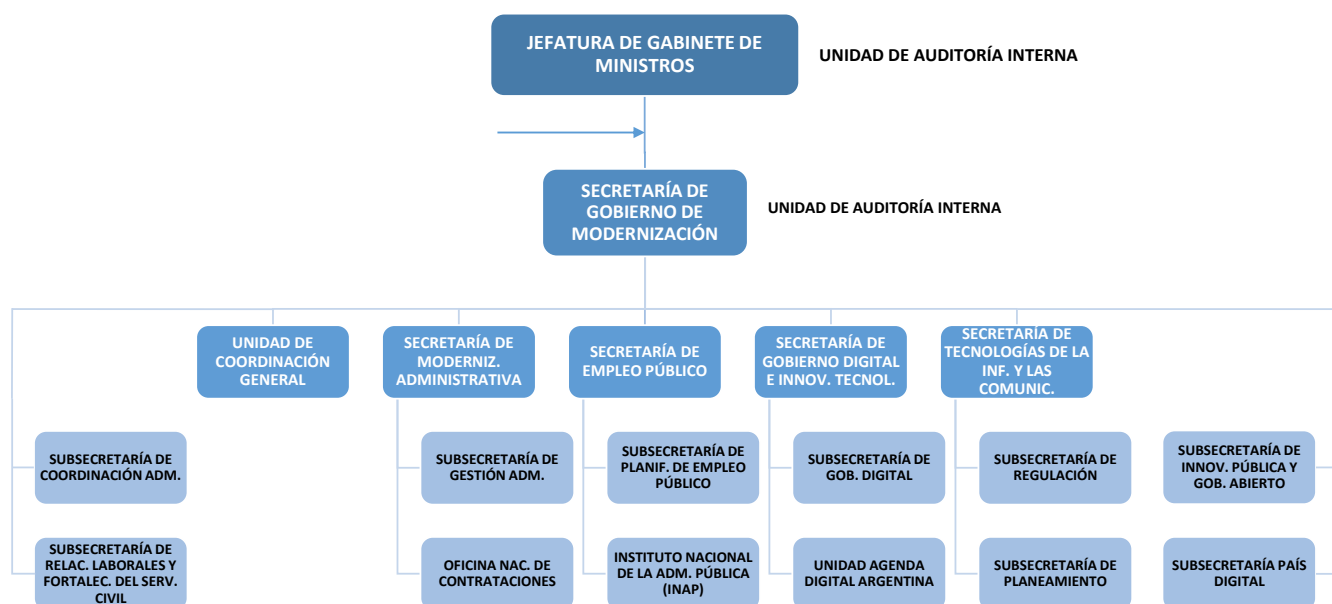 JEFATURA DE GABINETE DE
MINISTROS
UNIDAD DE AUDITORÍA INTERNA
SECRETARÍA DE
GOBIERNO DE
MODERNIZACIÓN
UNIDAD DE AUDITORÍA INTERNA
UNIDAD DE
COORDINACIÓN
GENERAL
SECRETARÍA DE
MODERNIZ.
ADMINISTRATIVA
SECRETARÍA DE
EMPLEO PÚBLICO
SECRETARÍA DE
GOBIERNO DIGITAL
E INNOV. TECNOL.
SECRETARÍA DE
TECNOLOGÍAS DE LA
INF. Y LAS
COMUNIC.
SUBSECRETARÍA DE
COORDINACIÓN ADM.
SUBSECRETARÍA DE
GESTIÓN ADM.
SUBSECRETARÍA DE
PLANIF. DE EMPLEO
PÚBLICO
SUBSECRETARÍA DE
GOB. DIGITAL
SUBSECRETARÍA DE
REGULACIÓN
SUBSECRETARÍA DE
INNOV. PÚBLICA Y
GOB. ABIERTO
SUBSECRETARÍA DE
RELAC. LABORALES Y
FORTALEC. DEL SERV.
CIVIL
OFICINA NAC. DE
CONTRATACIONES
INSTITUTO NACIONAL
DE LA ADM. PÚBLICA
(INAP)
UNIDAD AGENDA
DIGITAL ARGENTINA
SUBSECRETARÍA DE
PLANEAMIENTO
SUBSECRETARÍA PAÍS
DIGITAL